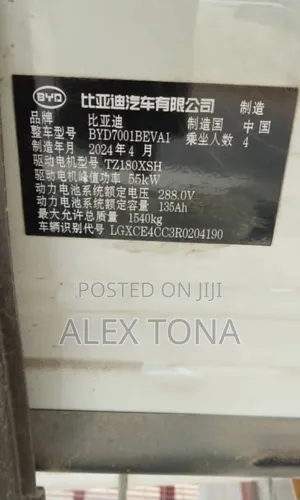 BYD 比亚迪汽车有限公司 制造
品牌 比亚迪 制造国 中国
整车型号 BYD7001BEVA1 乘坐人数 4
制造年月 2024年4月
驱动电机型号 TZ180XSH
驱动电机峰值功率 55kW
动力电池系统额定电压 288.0V
动力电池系统额定容量 135Ah
最大允许总质量 1540kg
车辆识别代号 LGXCE4CC3R0204190
POSTED ON JIJI
ALEX TONA